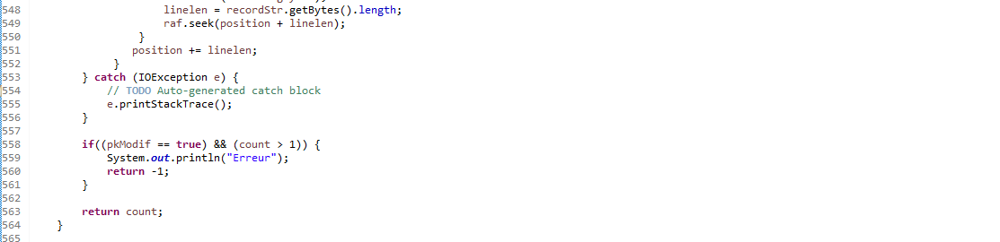 548 linelen = recordStr.getBytes().length;
549 raf.seek(position + linelen);
550 }
551 position += linelen;
552 }
553 } catch (IOException e) {
554 // TODO Auto-generated catch block
555 e.printStackTrace();
556 }
557
558 if((pkModif == true) && (count > 1)) {
559 System.out.println("Erreur");
560 return -1;
561 }
562
563 return count;
564 }
565